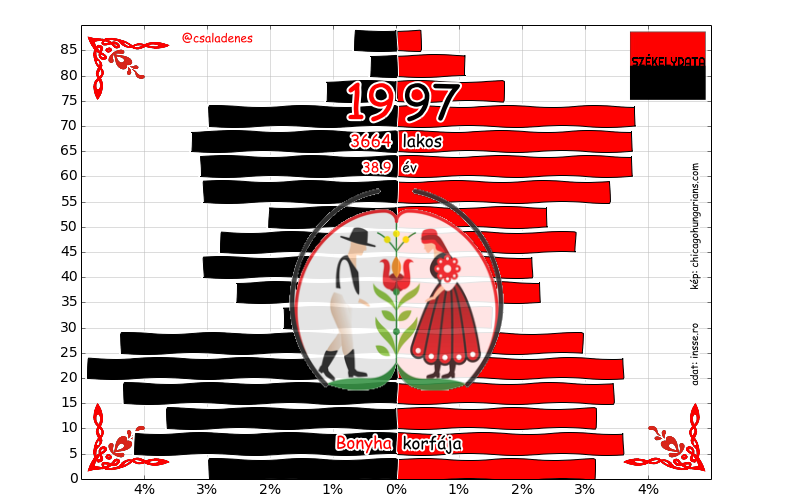 @csaladenes
SZÉKELYDATA
1997
3664 lakos
38.9 év
kép: chicagohungarians.com
adat: insse.ro
Bonyha korfája
85
80
75
70
65
60
55
50
45
40
35
30
25
20
15
10
5
0
4% 3% 2% 1% 0% 1% 2% 3% 4%